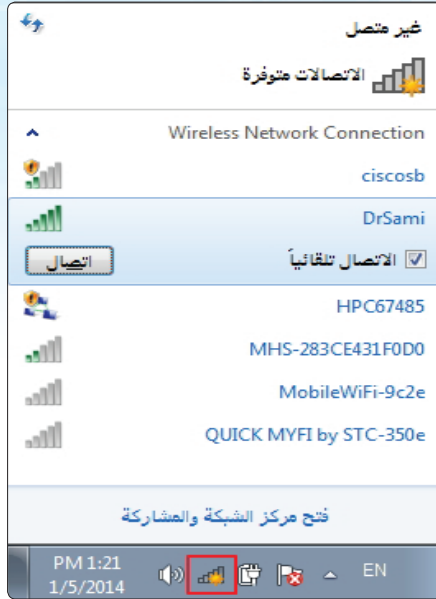 غير متصل
الاتصالات متوفرة
Wireless Network Connection
ciscosb
DrSami
الاتصال تلقائياً
اتصال
HPC67485
MHS-283CE431F0D0
MobileWiFi-9c2e
QUICK MYFI by STC-350e
فتح مركز الشبكة والمشاركة
EN
PM 1:21
1/5/2014